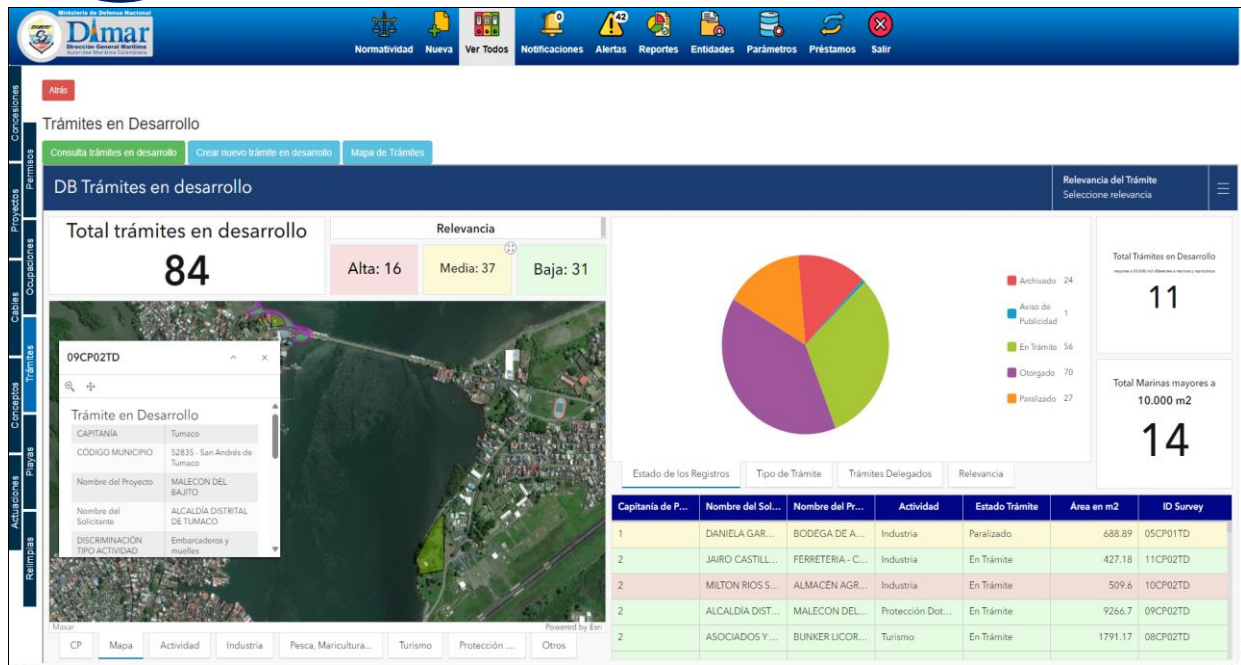 Ministerio de Defensa Nacional
Dimar
Dirección General Marítima
Autoridad Marítima Colombiana
Normatividad
Nueva
Ver Todos
0
Notificaciones
42
Alertas
Reportes
Entidades
Parámetros
Préstamos
Salir
Concesiones
Permisos
Proyectos
Ocupaciones
Cables
Trámites
Conceptos
Playas
Actuaciones
Relimpias
Atrás
Trámites en Desarrollo
Consulta trámites en desarrollo
Crear nuevo trámite en desarrollo
Mapa de Trámites
DB Trámites en desarrollo
Relevancia del Trámite
Seleccione relevancia
Total trámites en desarrollo
84
Relevancia
Alta: 16
Media: 37
Baja: 31
09CP02TD
Trámite en Desarrollo
CAPITANÍA Tumaco
CÓDIGO MUNICIPIO 52835 - San Andrés de
Tumaco
Nombre del Proyecto MALECON DEL
BAJITO
Nombre del ALCALDÍA DISTRITAL
Solicitante DE TUMACO
DISCRIMINACIÓN Embarcaderos y
TIPO ACTIVIDAD muelles
Maxar
Powered by Esri
CP
Mapa
Actividad
Industria
Pesca, Maricultura...
Turismo
Protección ....
Otros
Archivado 24
Aviso de
Publicidad 1
En Trámite 56
Otorgado 70
Paralizado 27
Estado de los Registros
Tipo de Trámite
Trámites Delegados
Relevancia
Total Trámites en Desarrollo
11
Total Marinas mayores a
10.000 m2
14
Capitanía de P... Nombre del Sol... Nombre del Pr... Actividad Estado Trámite Área en m2 ID Survey
1 DANIELA GAR... BODEGA DE A... Industria Paralizado 688.89 05CP01TD
2 JAIRO CASTILL... FERRETERIA - C... Industria En Trámite 427.18 11CP02TD
2 MILTON RIOS S... ALMACÉN AGR... Industria En Trámite 509.6 10CP02TD
2 ALCALDÍA DIST... MALECON DEL... Protección Dot... En Trámite 9266.7 09CP02TD
2 ASOCIADOS Y ... BUNKER LICOR... Turismo En Trámite 1791.17 08CP02TD